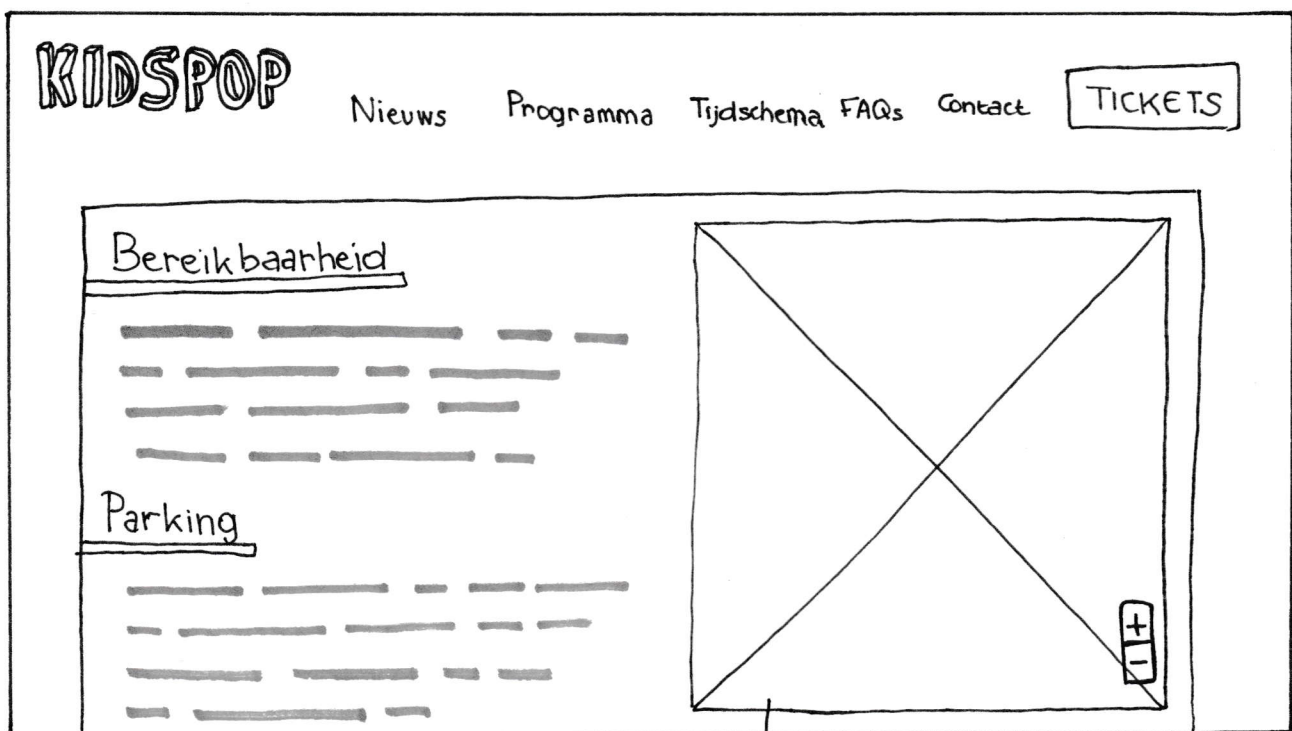 KIDSPOP
Nieuws Programma Tijdschema FAQs Contact TICKETS
Bereikbaarheid
Parking
+
-